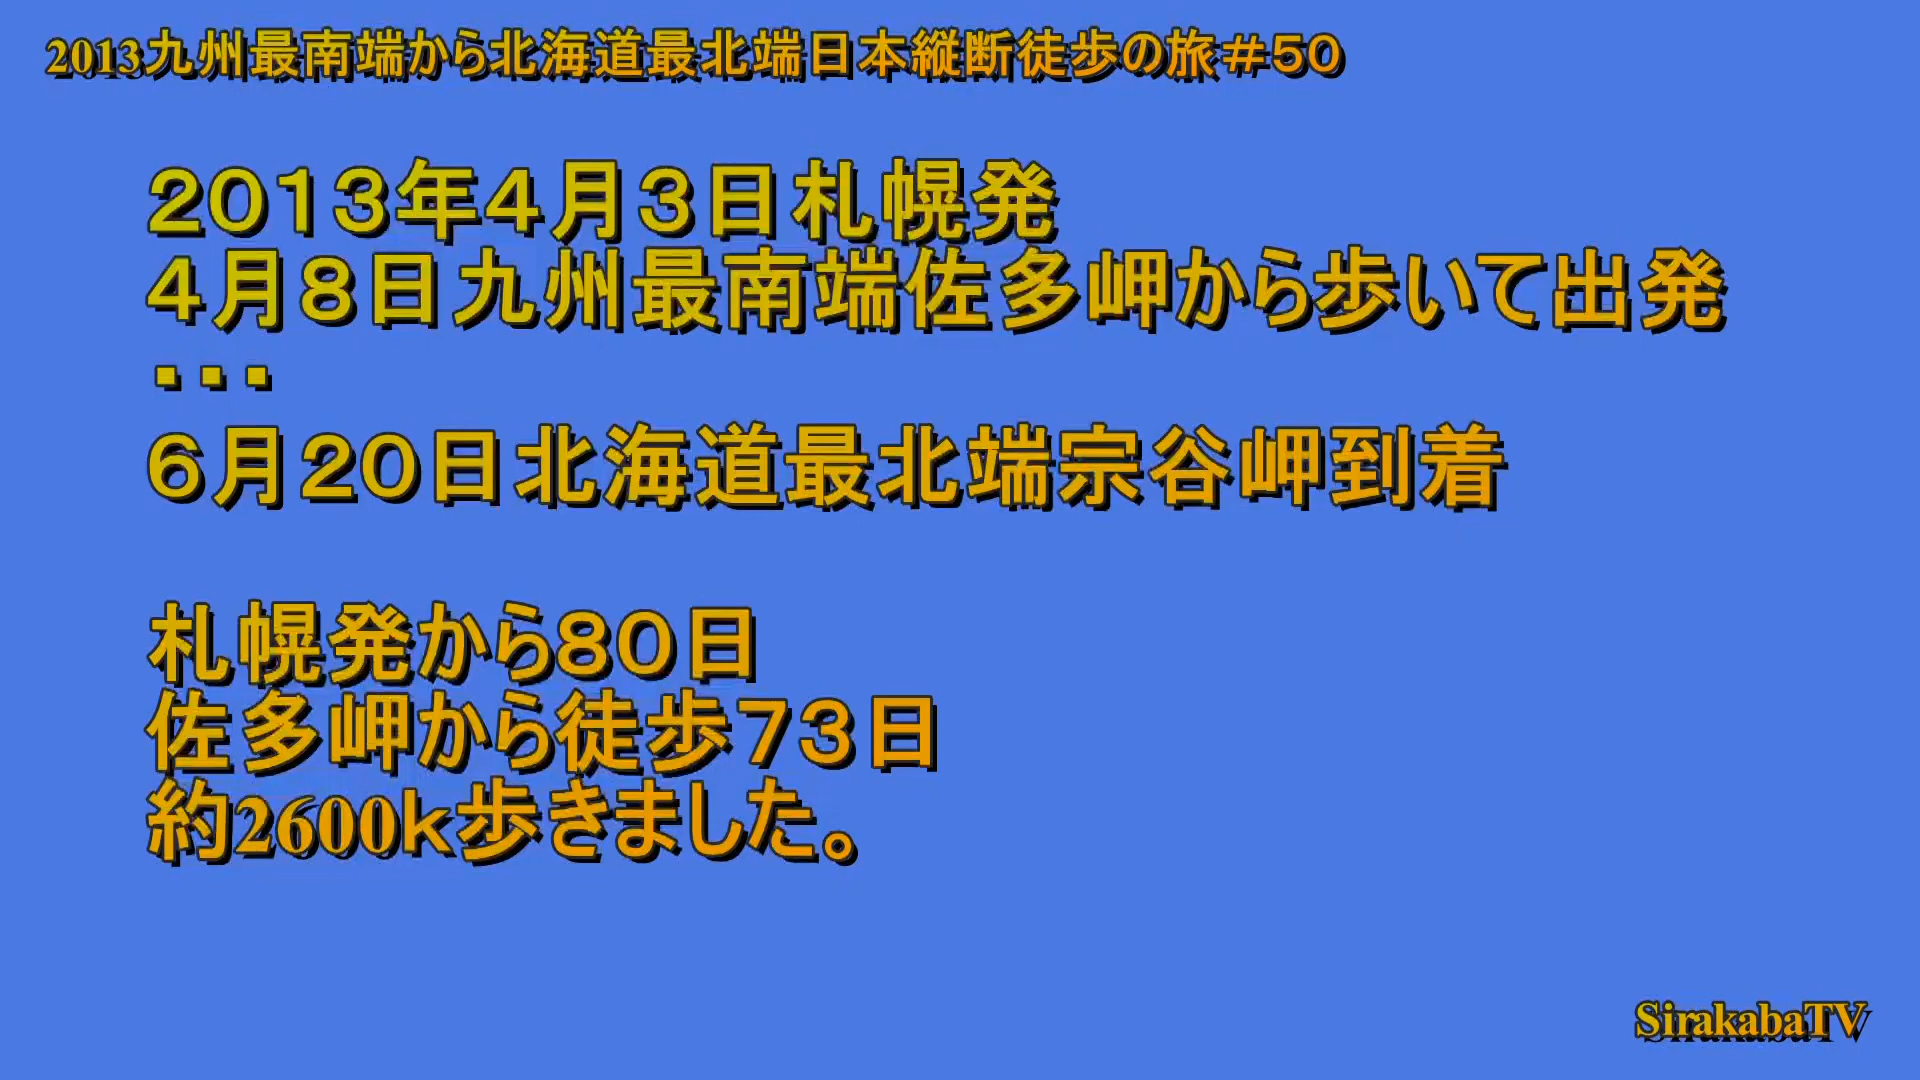 2013九州最南端から北海道最北端日本縦断徒歩の旅＃５０
２０１３年４月３日札幌発
４月８日九州最南端佐多岬から歩いて出発
・・・
６月２０日北海道最北端宗谷岬到着
札幌発から８０日
佐多岬から徒歩７３日
約2600ｋ歩きました。
SirakabaTV